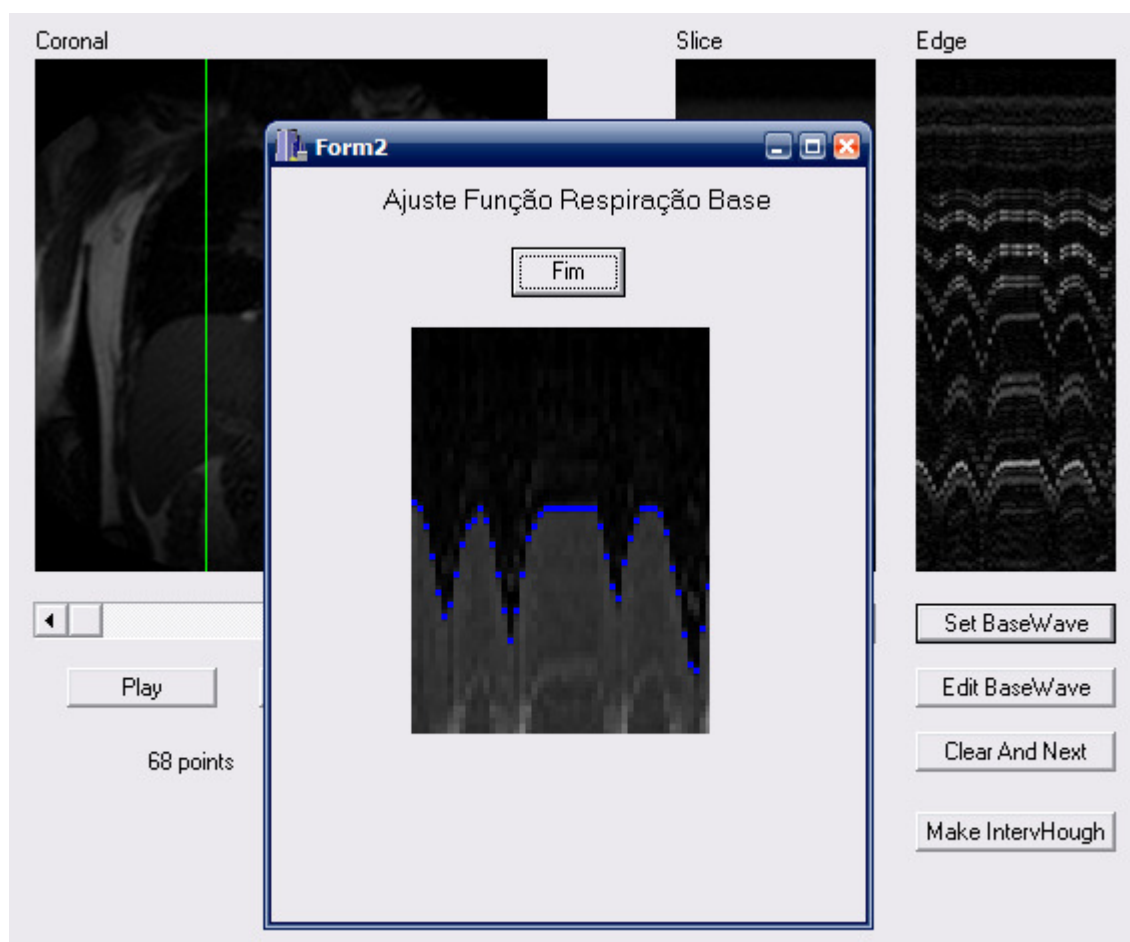 Coronal
Slice
Edge
Form2
Ajuste Função Respiração Base
Fim
Set BaseWave
Play
Edit BaseWave
68 points
Clear And Next
Make IntervHough